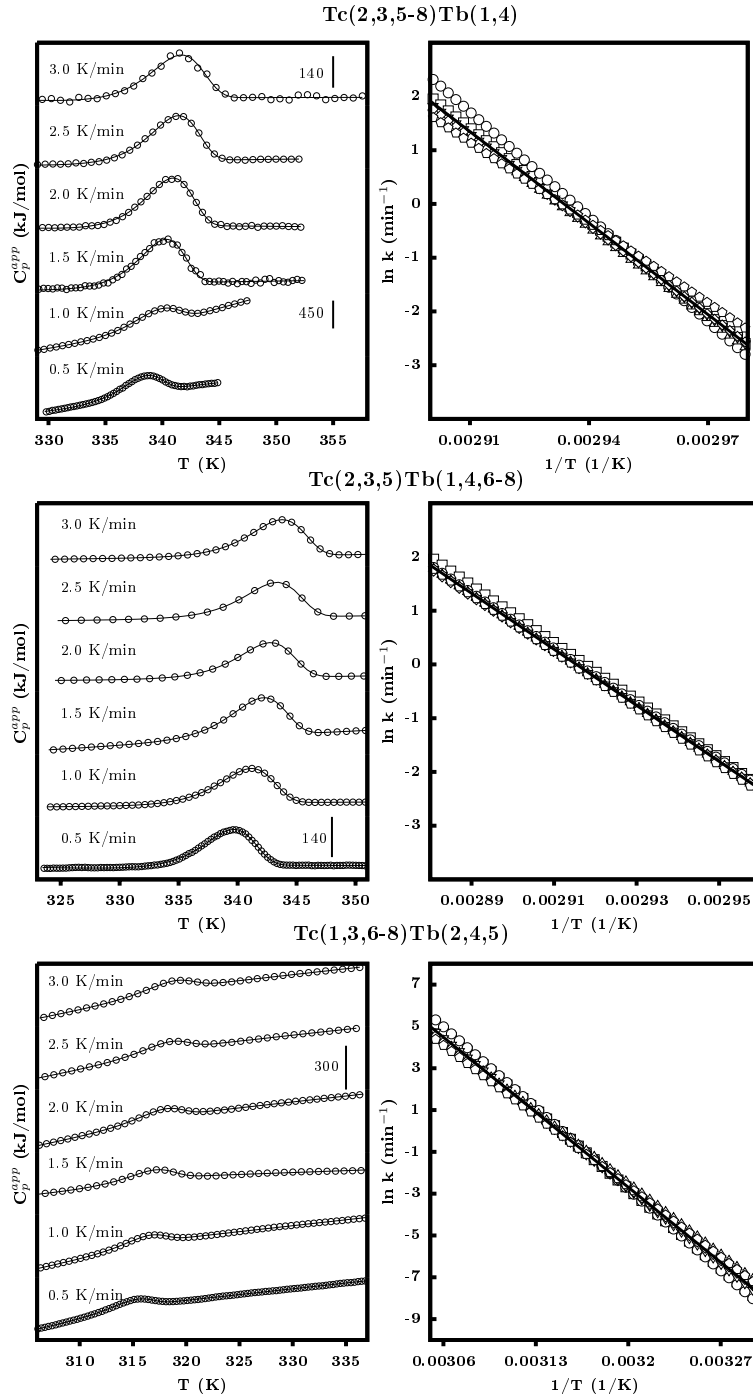 Tc(2,3,5-8)Tb(1,4)
3.0 K/min
140
2.5 K/min
2.0 K/min
1.5 K/min
1.0 K/min
450
0.5 K/min
C_p^app (kJ/mol)
330 335 340 345 350 355
T (K)
ln k (min⁻¹)
2
1
0
-1
-2
-3
0.00291 0.00294 0.00297
1/T (1/K)
Tc(2,3,5)Tb(1,4,6-8)
3.0 K/min
2.5 K/min
2.0 K/min
1.5 K/min
1.0 K/min
0.5 K/min
140
C_p^app (kJ/mol)
325 330 335 340 345 350
T (K)
ln k (min⁻¹)
2
1
0
-1
-2
-3
0.00289 0.00291 0.00293 0.00295
1/T (1/K)
Tc(1,3,6-8)Tb(2,4,5)
3.0 K/min
2.5 K/min
300
2.0 K/min
1.5 K/min
1.0 K/min
0.5 K/min
C_p^app (kJ/mol)
310 315 320 325 330 335
T (K)
ln k (min⁻¹)
7
5
3
1
-1
-3
-5
-7
-9
0.00306 0.00313 0.0032 0.00327
1/T (1/K)